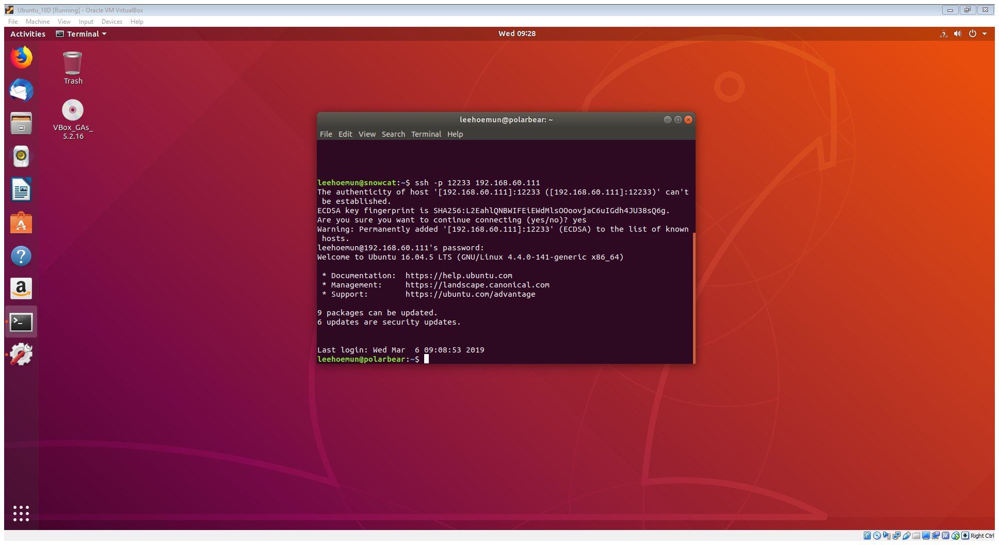 Ubuntu_18D [Running] - Oracle VM VirtualBox
File Machine View Input Devices Help
Activities Terminal Wed 09:28
Trash
VBox_GAs_
5.2.16
leehoemun@polarbear: ~
File Edit View Search Terminal Help
leehoemun@snowcat:~$ ssh -p 12233 192.168.60.111
The authenticity of host '[192.168.60.111]:12233 ([192.168.60.111]:12233)' can't
be established.
ECDSA key fingerprint is SHA256:L2EahlQNBWIFEiEWdMlsOOoovjaC6uIGdh4JU38sQ6g.
Are you sure you want to continue connecting (yes/no)? yes
Warning: Permanently added '[192.168.60.111]:12233' (ECDSA) to the list of known
hosts.
leehoemun@192.168.60.111's password:
Welcome to Ubuntu 16.04.5 LTS (GNU/Linux 4.4.0-141-generic x86_64)
* Documentation: https://help.ubuntu.com
* Management: https://landscape.canonical.com
* Support: https://ubuntu.com/advantage
9 packages can be updated.
6 updates are security updates.
Last login: Wed Mar 6 09:08:53 2019
leehoemun@polarbear:~$
Right Ctrl